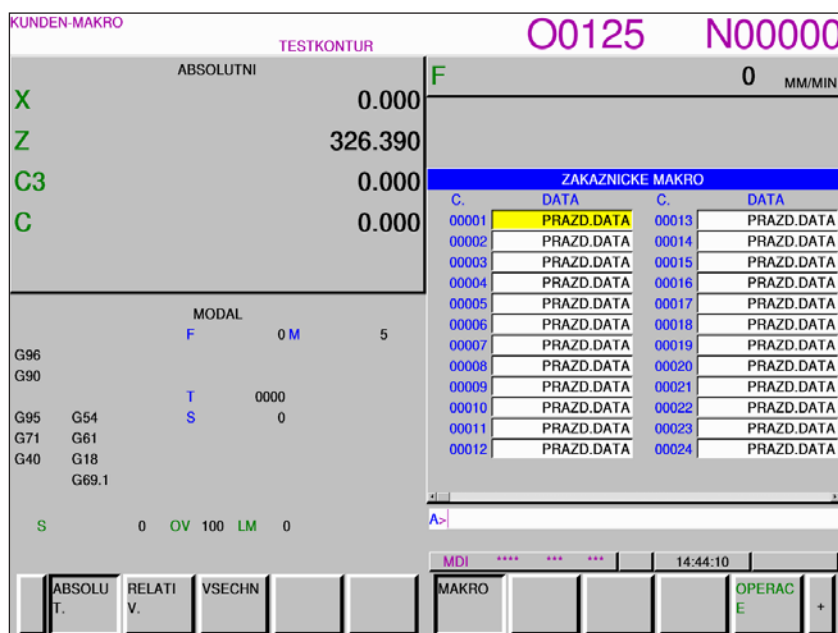 KUNDEN-MAKRO
TESTKONTUR
O0125 N00000
ABSOLUTNI
X 0.000
Z 326.390
C3 0.000
C 0.000
F 0 MM/MIN
ZAKAZNICKE MAKRO
C. DATA C. DATA
00001 PRAZD.DATA 00013 PRAZD.DATA
00002 PRAZD.DATA 00014 PRAZD.DATA
00003 PRAZD.DATA 00015 PRAZD.DATA
00004 PRAZD.DATA 00016 PRAZD.DATA
00005 PRAZD.DATA 00017 PRAZD.DATA
00006 PRAZD.DATA 00018 PRAZD.DATA
00007 PRAZD.DATA 00019 PRAZD.DATA
00008 PRAZD.DATA 00020 PRAZD.DATA
00009 PRAZD.DATA 00021 PRAZD.DATA
00010 PRAZD.DATA 00022 PRAZD.DATA
00011 PRAZD.DATA 00023 PRAZD.DATA
00012 PRAZD.DATA 00024 PRAZD.DATA
MODAL
F 0 M 5
G96
G90
T 0000
G95 G54 S 0
G71 G61
G40 G18
G69.1
S 0 OV 100 LM 0
A>
MDI **** *** *** 14:44:10
ABSOLU
T.
RELATI
V.
VSECHN
MAKRO
OPERAC
E
+